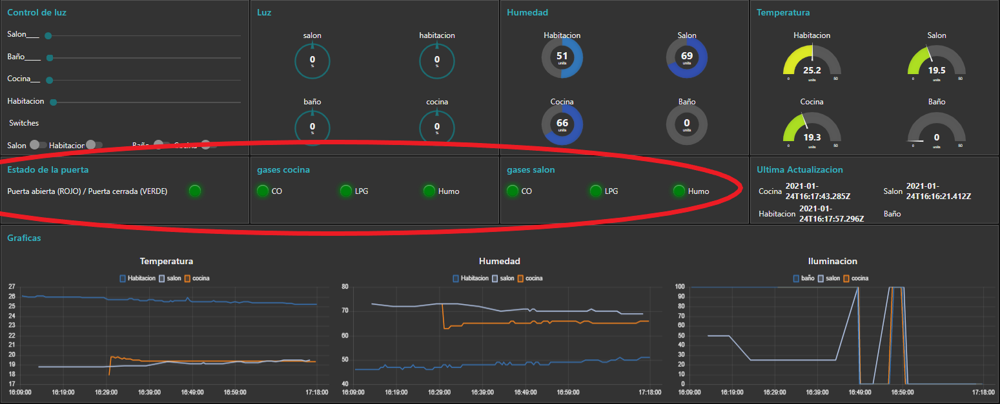 Control de luz
Salon___
Baño____
Cocina__
Habitacion
Switches
Salon Habitacion Baño Cocina
Luz
salon habitacion
0 0
% %
baño cocina
0 0
% %
Humedad
Habitacion Salon
51 69
units units
Cocina Baño
66 0
units units
Temperatura
Habitacion Salon
25.2 19.5
0 units 50 0 units 50
Cocina Baño
19.3 0
0 units 50 0 units 50
Estado de la puerta
Puerta abierta (ROJO) / Puerta cerrada (VERDE)
gases cocina
CO LPG Humo
gases salon
CO LPG Humo
Ultima Actualizacion
Cocina 2021-01-
24T16:17:43.285Z
Salon 2021-01-
24T16:16:21.412Z
Habitacion 2021-01-
24T16:17:57.296Z
Baño
Graficas
Temperatura
Habitacion salon cocina
27
26
25
24
23
22
21
20
19
18
17
16:09:00 16:19:00 16:29:00 16:39:00 16:49:00 16:59:00 17:18:00
Humedad
Habitacion salon cocina
80
70
60
50
40
16:09:00 16:19:00 16:29:00 16:39:00 16:49:00 16:59:00 17:18:00
Iluminacion
baño salon cocina
100
90
80
70
60
50
40
30
20
10
0
16:09:00 16:19:00 16:29:00 16:39:00 16:49:00 16:59:00 17:18:00